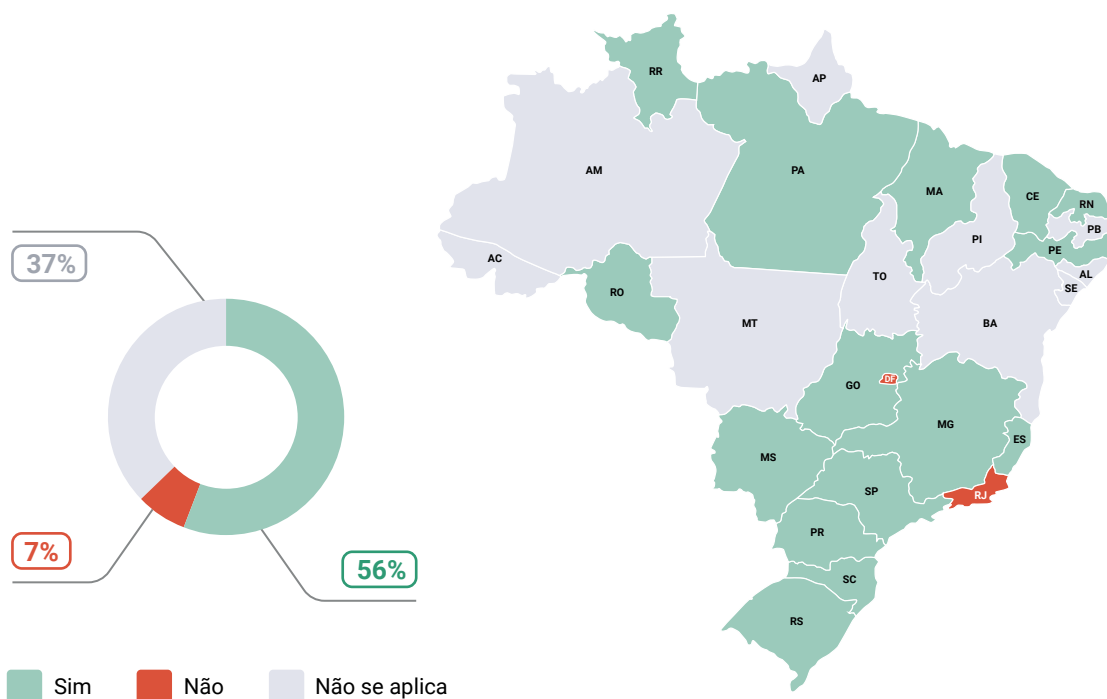 RR
AP
AM
PA
MA
CE
RN
PB
PI
PE
AL
SE
AC
TO
RO
MT
BA
GO
DF
MG
ES
MS
SP
RJ
PR
SC
RS
37%
7%
56%
Sim
Não
Não se aplica